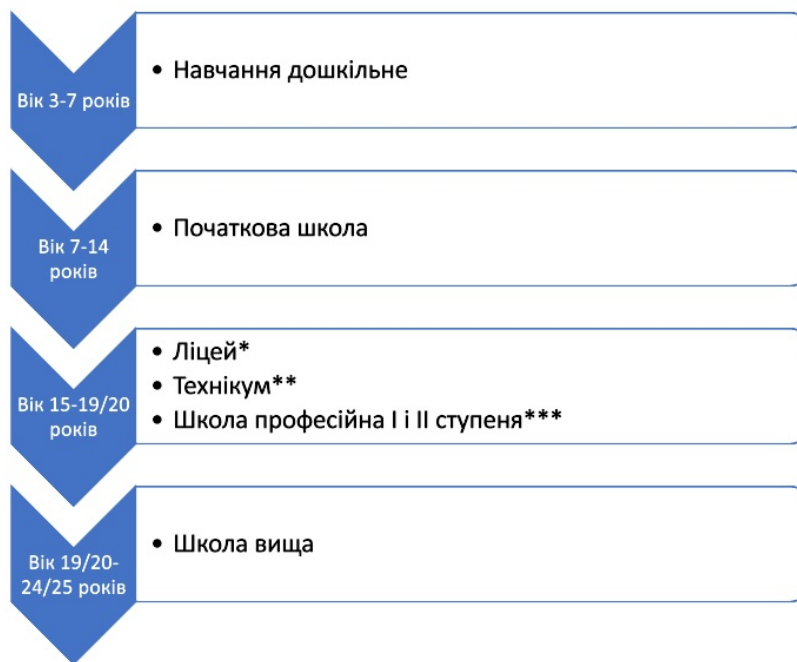 Вік 3-7 років
• Навчання дошкільне
Вік 7-14
років
• Початкова школа
Вік 15-19/20
років
• Ліцей*
• Технікум**
• Школа професійна І і ІІ ступеня***
Вік 19/20-
24/25 років
• Школа вища